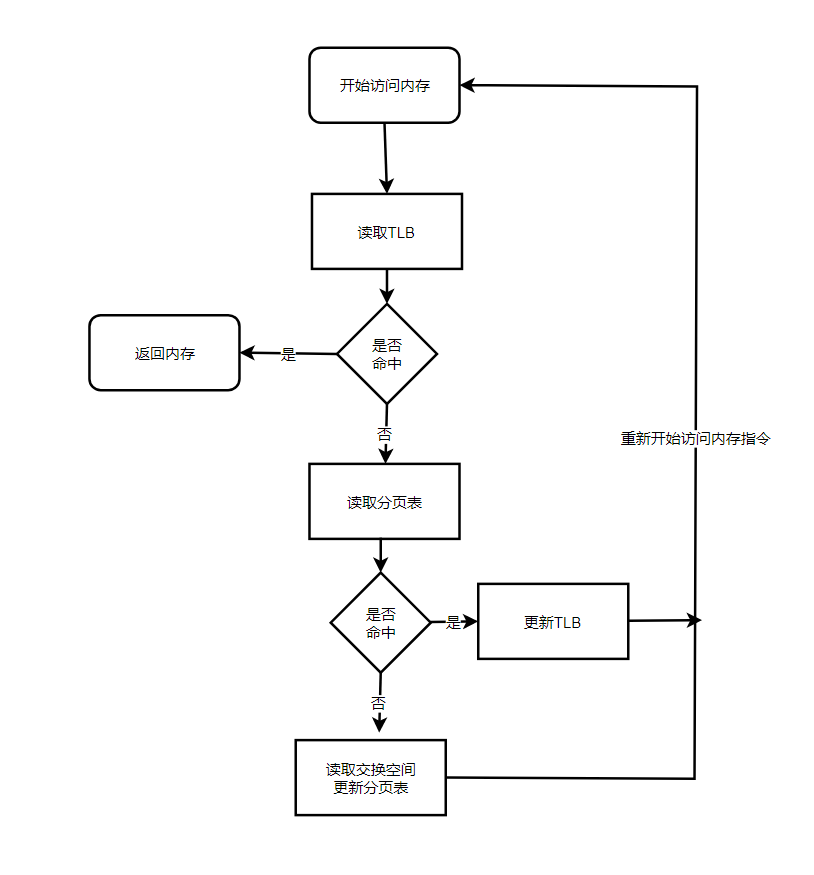 开始访问内存
读取TLB
是否
命中
是
返回内存
否
读取分页表
重新开始访问内存指令
是否
命中
是
更新TLB
否
读取交换空间
更新分页表